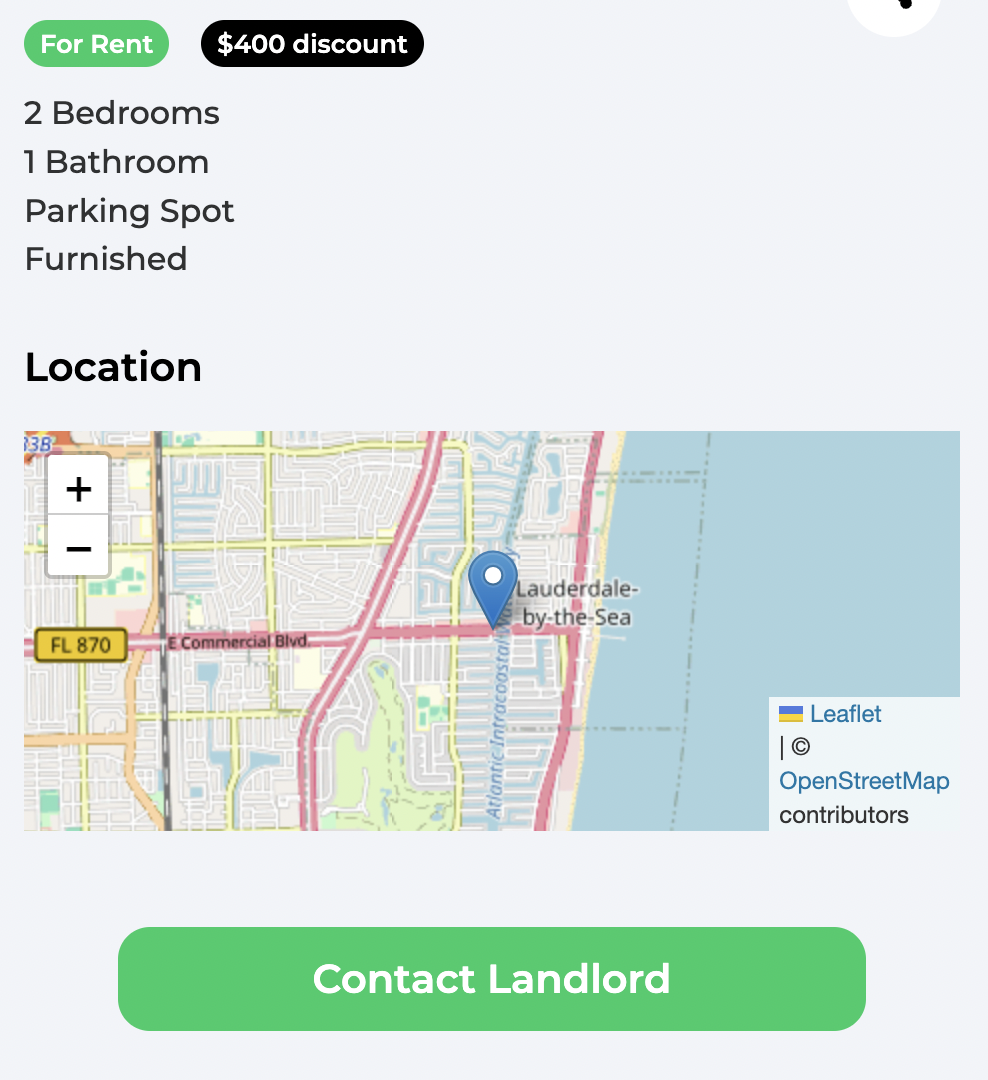 For Rent $400 discount
2 Bedrooms
1 Bathroom
Parking Spot
Furnished
Location
+
−
Lauderdale-
by-the-Sea
FL 870
E Commercial Blvd.
Atlantic Intracoastal
Leaflet
| ©
OpenStreetMap
contributors
Contact Landlord